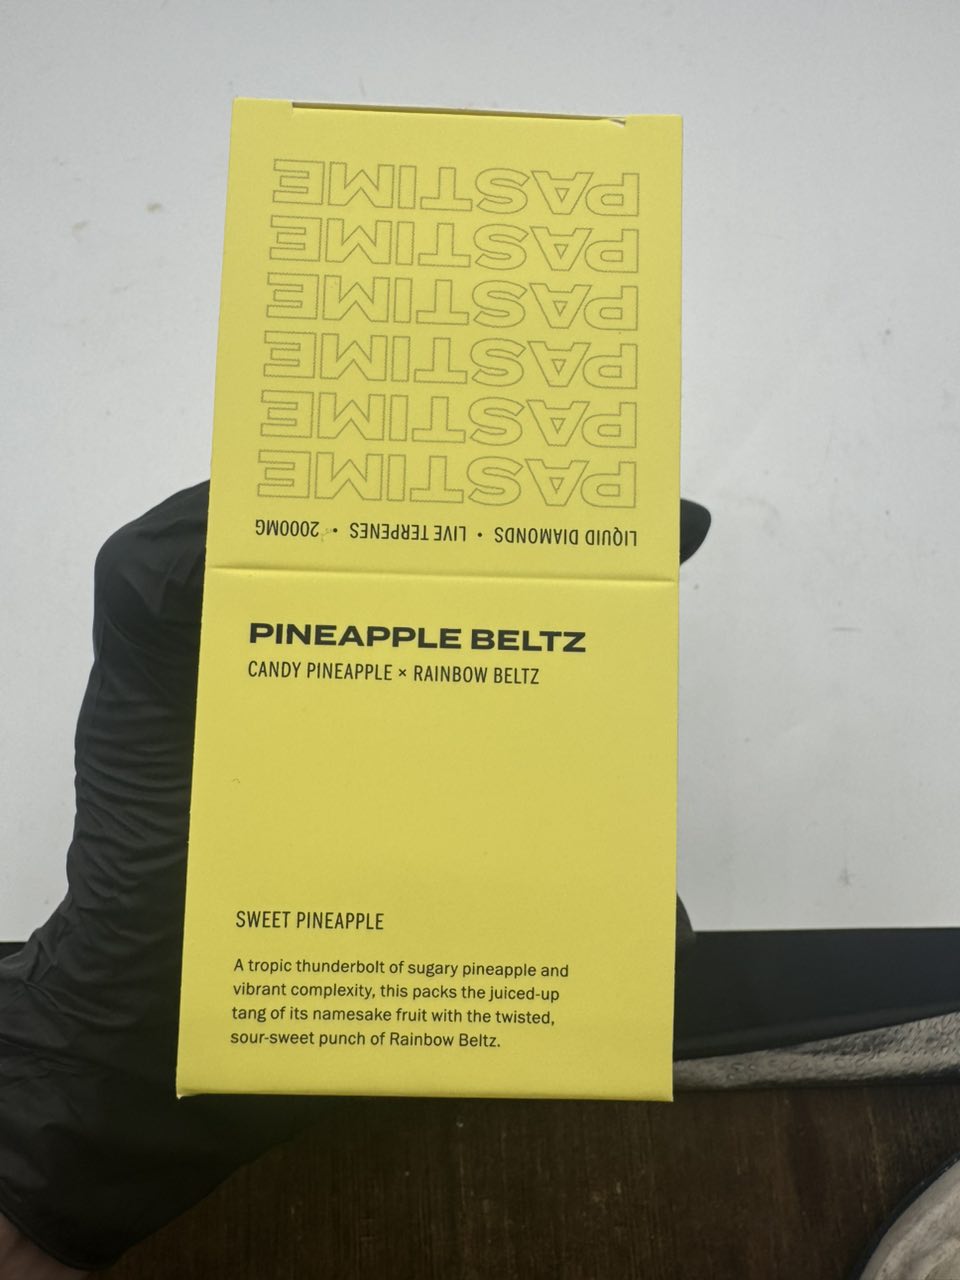 PASTIME
PASTIME
PASTIME
PASTIME
PASTIME
PASTIME
LIQUID DIAMONDS • LIVE TERPENES • 2000MG
PINEAPPLE BELTZ
CANDY PINEAPPLE × RAINBOW BELTZ
SWEET PINEAPPLE
A tropic thunderbolt of sugary pineapple and
vibrant complexity, this packs the juiced-up
tang of its namesake fruit with the twisted,
sour-sweet punch of Rainbow Beltz.